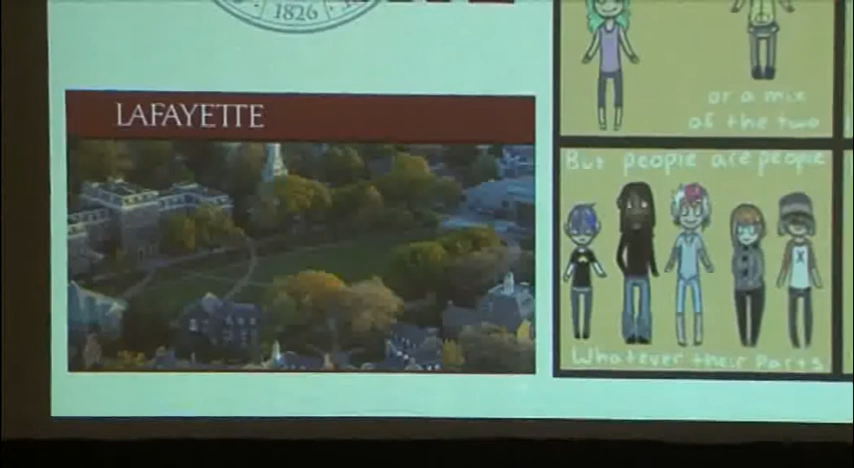 1826
LAFAYETTE
or a mix
of the two
But people are people
Whatever their parts